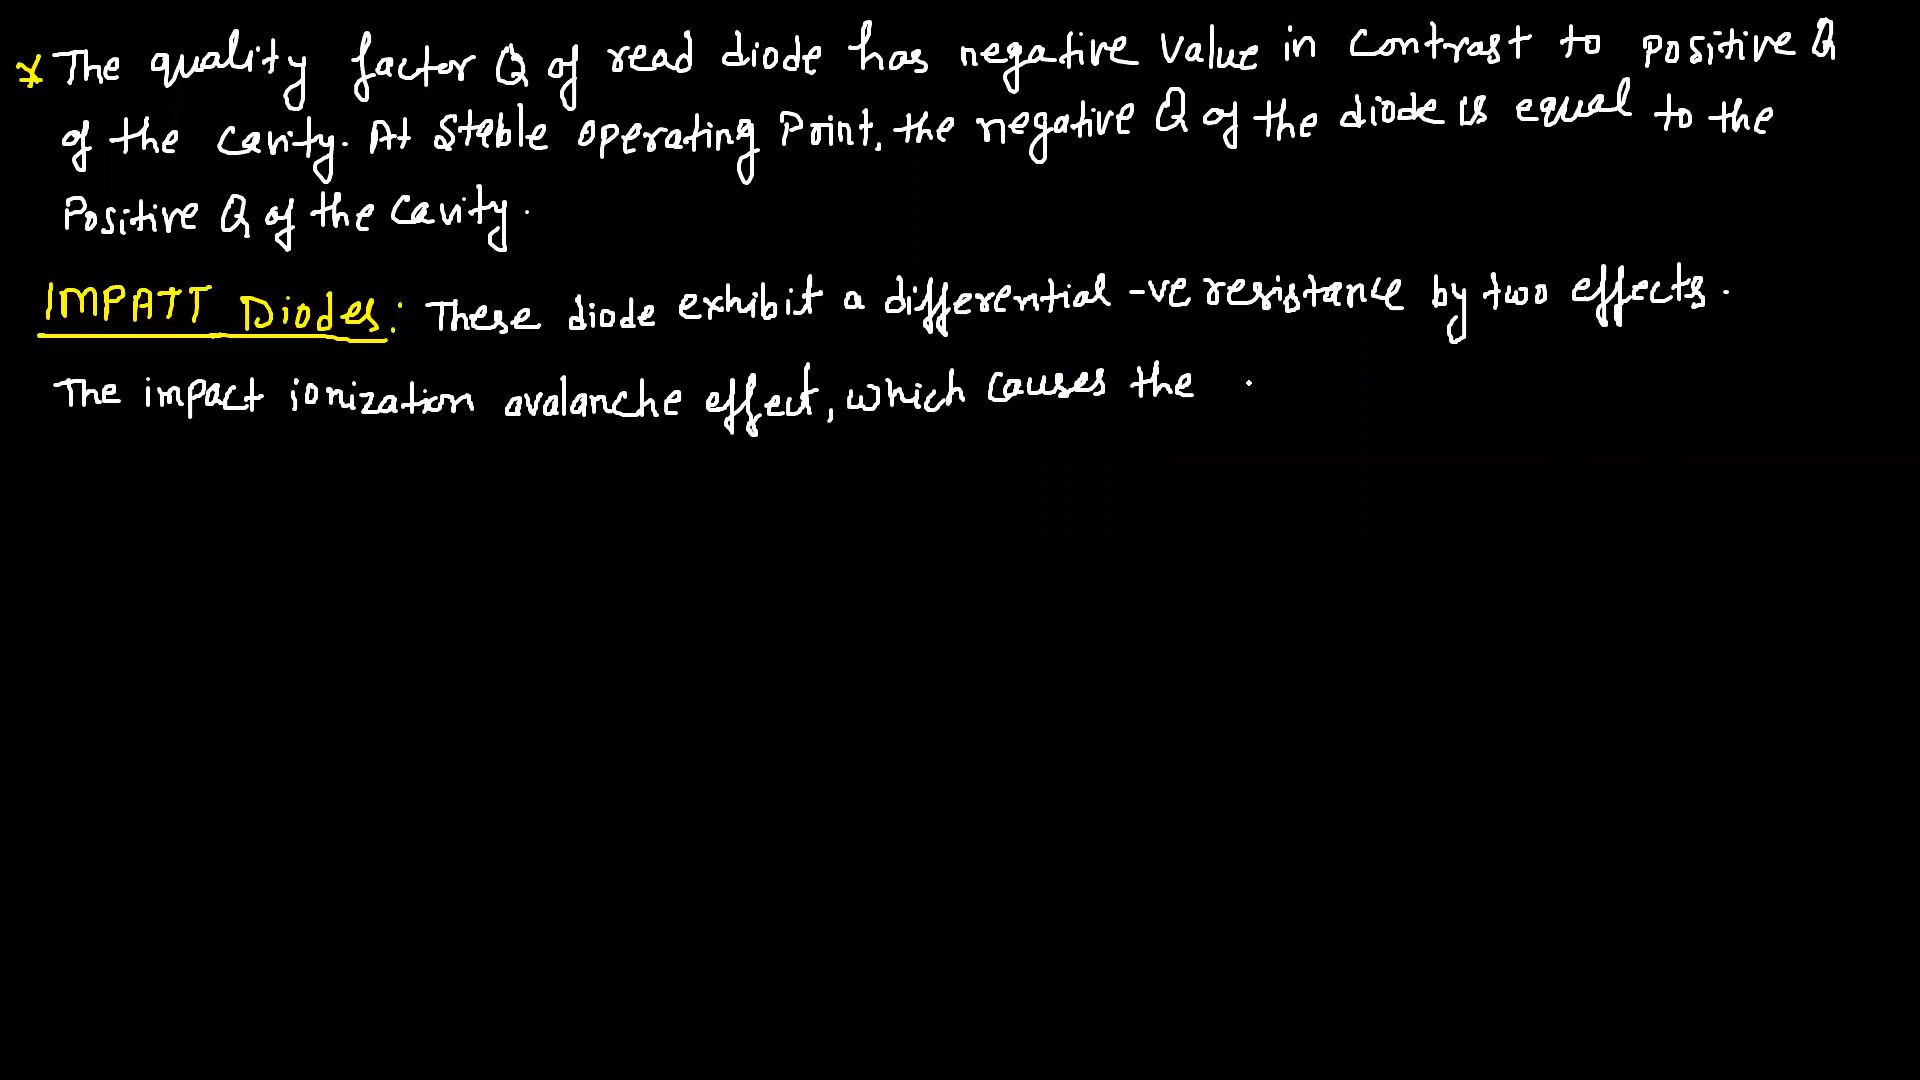 * The quality factor Q of read diode has negative value in contrast to positive Q
of the cavity. At stable operating point, the negative Q of the diode is equal to the
Positive Q of the cavity.
IMPATT Diodes: These diode exhibit a differential -ve resistance by two effects.
The impact ionization avalanche effect, which causes the